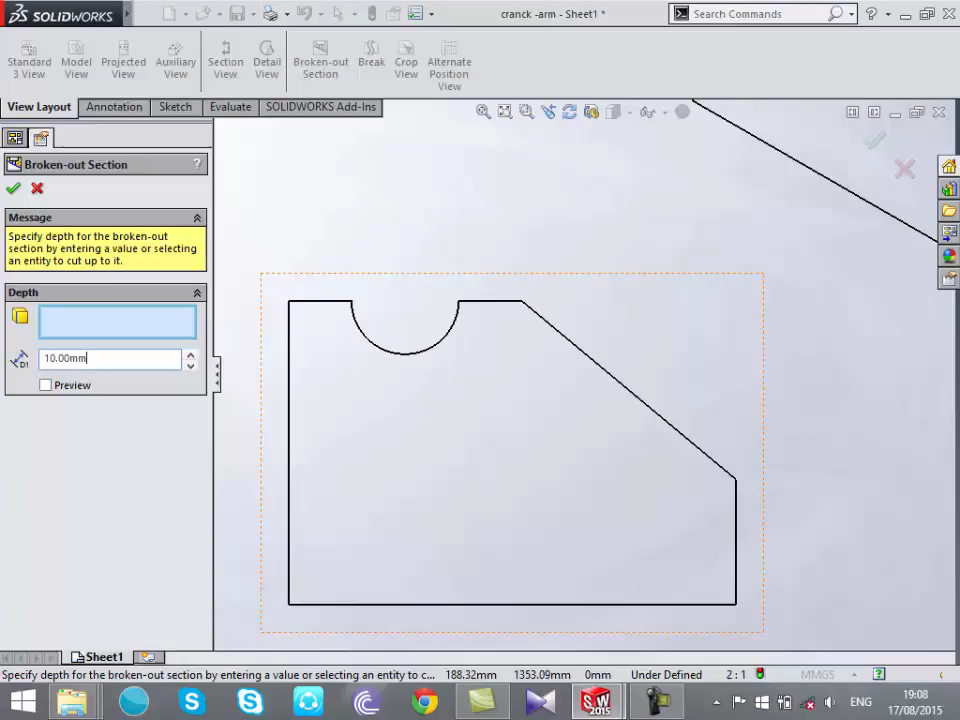 SOLIDWORKS
cranck -arm - Sheet1 *
Search Commands
Standard
3 View
Model
View
Projected
View
Auxiliary
View
Section
View
Detail
View
Broken-out
Section
Break
Crop
View
Alternate
Position
View
View Layout
Annotation
Sketch
Evaluate
SOLIDWORKS Add-Ins
Broken-out Section
?
Message
Specify depth for the broken-out
section by entering a value or selecting
an entity to cut up to it.
Depth
D1
10.00mm
Preview
Sheet1
Specify depth for the broken-out section by entering a value or selecting an entity to c...
188.32mm
1353.09mm
0mm
Under Defined
2 : 1
MMGS
?
SW
2015
ENG
19:08
17/08/2015